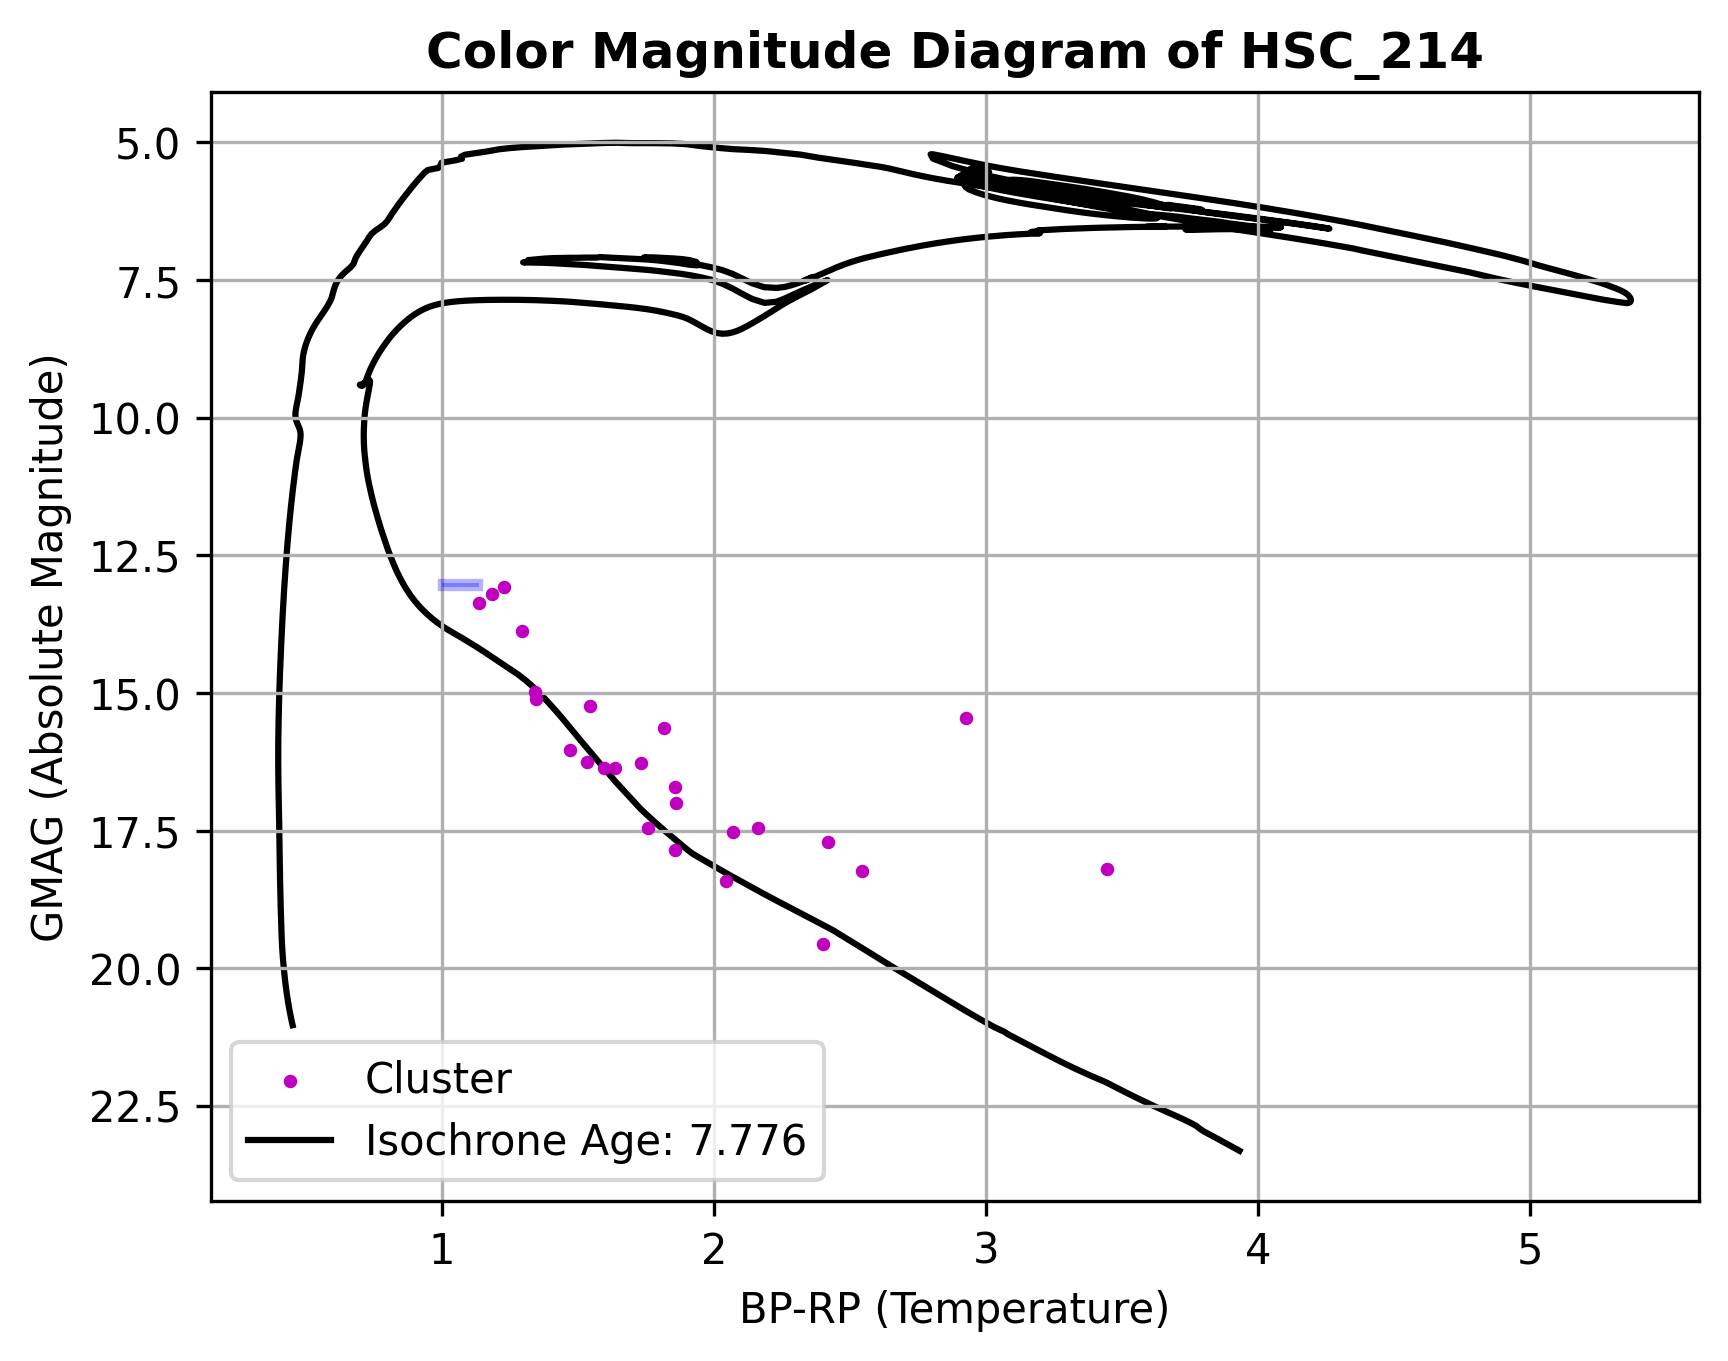 Color Magnitude Diagram of HSC_214
GMAG (Absolute Magnitude)
5.0
7.5
10.0
12.5
15.0
17.5
20.0
22.5
Cluster
Isochrone Age: 7.776
1 2 3 4 5
BP-RP (Temperature)